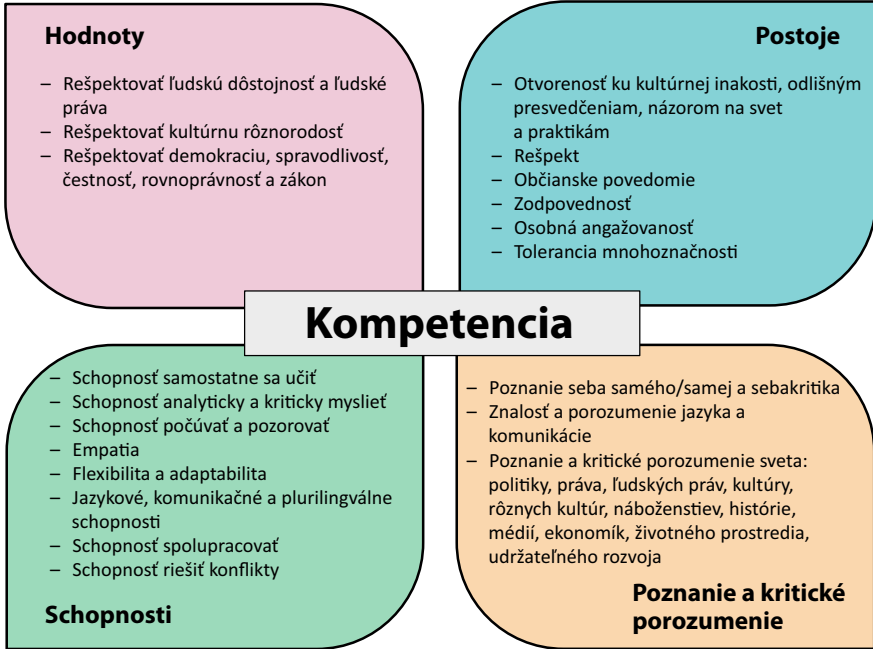 Hodnoty
– Rešpektovať ľudskú dôstojnosť a ľudské
práva
– Rešpektovať kultúrnu rôznorodosť
– Rešpektovať demokraciu, spravodlivosť,
čestnosť, rovnoprávnosť a zákon
Postoje
– Otvorenosť ku kultúrnej inakosti, odlišným
presvedčeniam, názorom na svet
a praktikám
– Rešpekt
– Občianske povedomie
– Zodpovednosť
– Osobná angažovanosť
– Tolerancia mnohoznačnosti
Kompetencia
– Schopnosť samostatne sa učiť
– Schopnosť analyticky a kriticky myslieť
– Schopnosť počúvať a pozorovať
– Empatia
– Flexibilita a adaptabilita
– Jazykové, komunikačné a plurilingválne
schopnosti
– Schopnosť spolupracovať
– Schopnosť riešiť konflikty
Schopnosti
– Poznanie seba samého/samej a sebakritika
– Znalosť a porozumenie jazyka a
komunikácie
– Poznanie a kritické porozumenie sveta:
politiky, práva, ľudských práv, kultúry,
rôznych kultúr, náboženstiev, histórie,
médií, ekonomík, životného prostredia,
udržateľného rozvoja
Poznanie a kritické
porozumenie